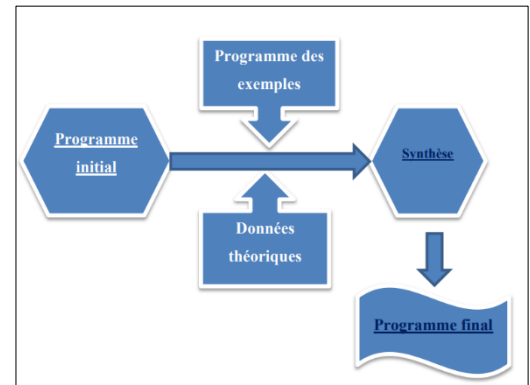 Programme des
exemples
Programme
initial
Synthèse
Données
théoriques
Programme final